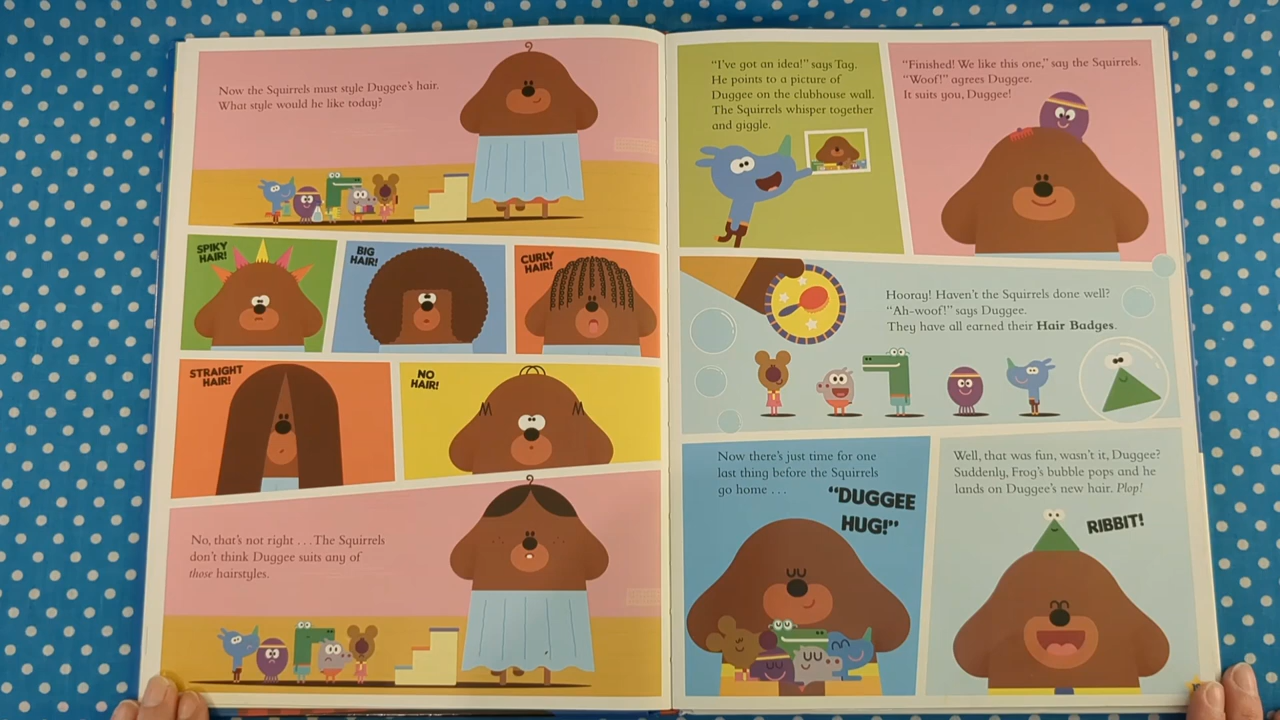 Now the Squirrels must style Duggee's hair.
What style would he like today?
SPIKY
HAIR!
BIG
HAIR!
CURLY
HAIR!
STRAIGHT
HAIR!
NO
HAIR!
No, that's not right . . . The Squirrels
don't think Duggee suits any of
those hairstyles.
“I've got an idea!” says Tag.
He points to a picture of
Duggee on the clubhouse wall.
The Squirrels whisper together
and giggle.
“Finished! We like this one,” say the Squirrels.
“Woof!” agrees Duggee.
It suits you, Duggee!
Hooray! Haven't the Squirrels done well?
“Ah-woof!” says Duggee.
They have all earned their Hair Badges.
Now there's just time for one
last thing before the Squirrels
go home . . .
“DUGGEE
HUG!”
Well, that was fun, wasn't it, Duggee?
Suddenly, Frog's bubble pops and he
lands on Duggee's new hair. Plop!
RIBBIT!